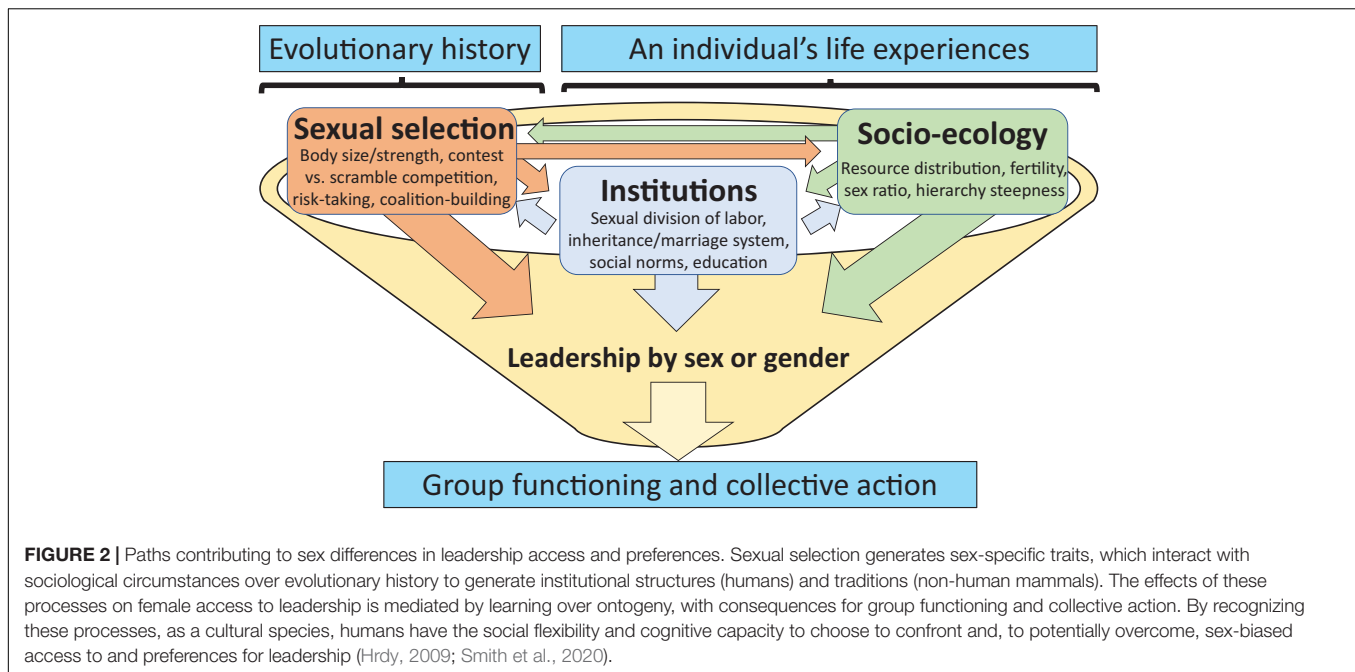 Evolutionary history
An individual's life experiences
Sexual selection
Body size/strength, contest
vs. scramble competition,
risk-taking, coalition-building
Socio-ecology
Resource distribution, fertility,
sex ratio, hierarchy steepness
Institutions
Sexual division of labor,
inheritance/marriage system,
social norms, education
Leadership by sex or gender
Group functioning and collective action
FIGURE 2 | Paths contributing to sex differences in leadership access and preferences. Sexual selection generates sex-specific traits, which interact with
sociological circumstances over evolutionary history to generate institutional structures (humans) and traditions (non-human mammals). The effects of these
processes on female access to leadership is mediated by learning over ontogeny, with consequences for group functioning and collective action. By recognizing
these processes, as a cultural species, humans have the social flexibility and cognitive capacity to choose to confront and, to potentially overcome, sex-biased
access to and preferences for leadership (Hrdy, 2009; Smith et al., 2020).